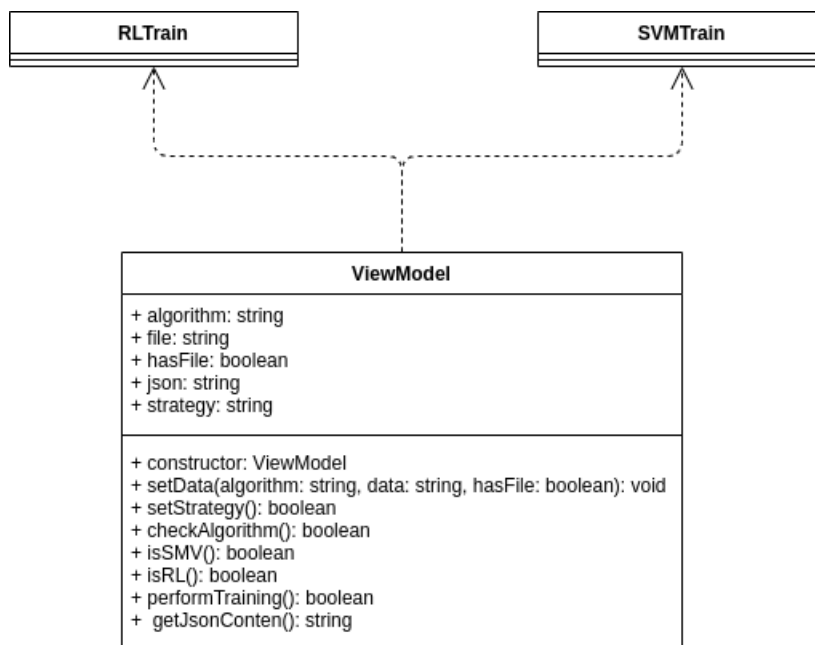 RLTrain
SVMTrain
ViewModel
+ algorithm: string
+ file: string
+ hasFile: boolean
+ json: string
+ strategy: string
+ constructor: ViewModel
+ setData(algorithm: string, data: string, hasFile: boolean): void
+ setStrategy(): boolean
+ checkAlgorithm(): boolean
+ isSMV(): boolean
+ isRL(): boolean
+ performTraining(): boolean
+ getJsonConten(): string